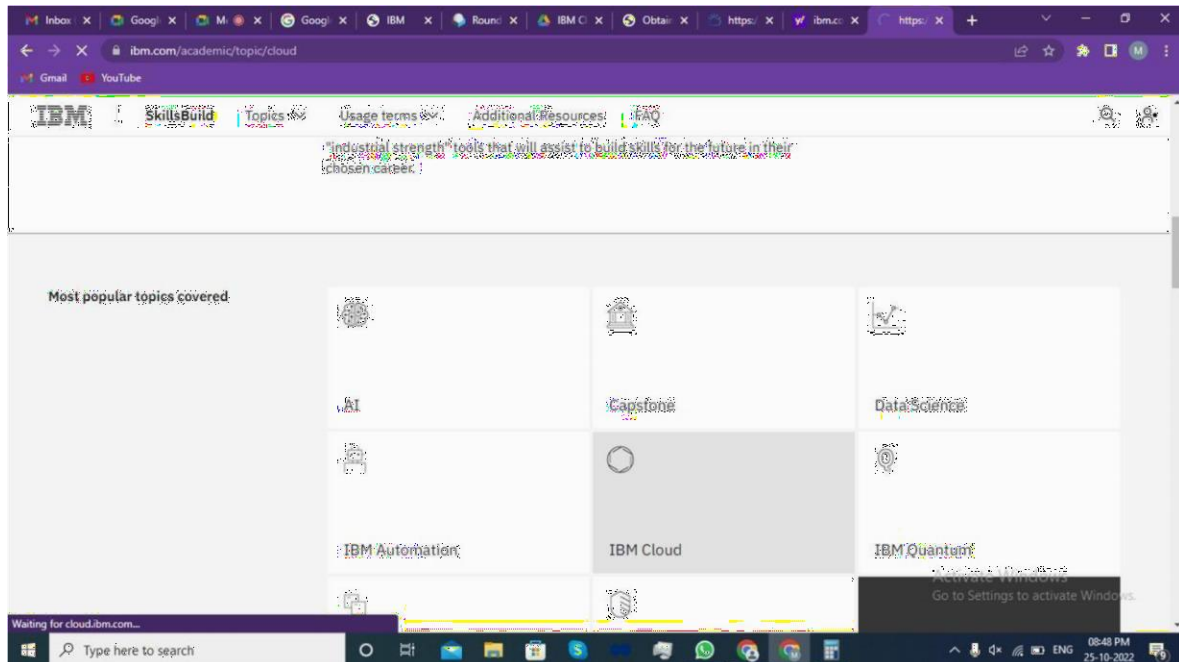 Inbox
Googl
M
Googl
IBM
Round
IBM Cl
Obtain
https:/
ibm.cc
https:/
ibm.com/academic/topic/cloud
M
Gmail
YouTube
IBM
SkillsBuild
Topics
Usage terms
Additional Resources
FAQ
"industrial strength" tools that will assist to build skills for the future in their
chosen career.
Most popular topics covered
AI
Capstone
Data Science
IBM Automation
IBM Cloud
IBM Quantum
Activate Windows
Go to Settings to activate Windows.
Waiting for cloud.ibm.com...
Type here to search
ENG
08:48 PM
25-10-2022